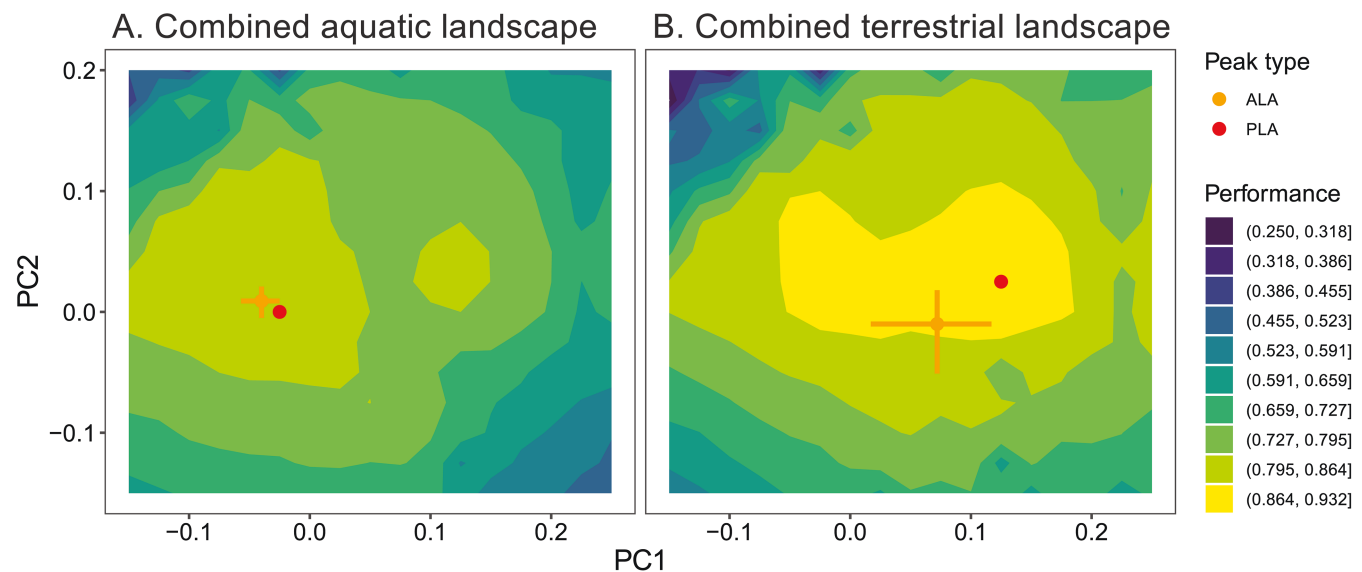 A. Combined aquatic landscape
B. Combined terrestrial landscape
PC2
0.2
0.1
0.0
−0.1
−0.1
0.0
0.1
0.2
−0.1
0.0
0.1
0.2
PC1
Peak type
ALA
PLA
Performance
(0.250, 0.318]
(0.318, 0.386]
(0.386, 0.455]
(0.455, 0.523]
(0.523, 0.591]
(0.591, 0.659]
(0.659, 0.727]
(0.727, 0.795]
(0.795, 0.864]
(0.864, 0.932]